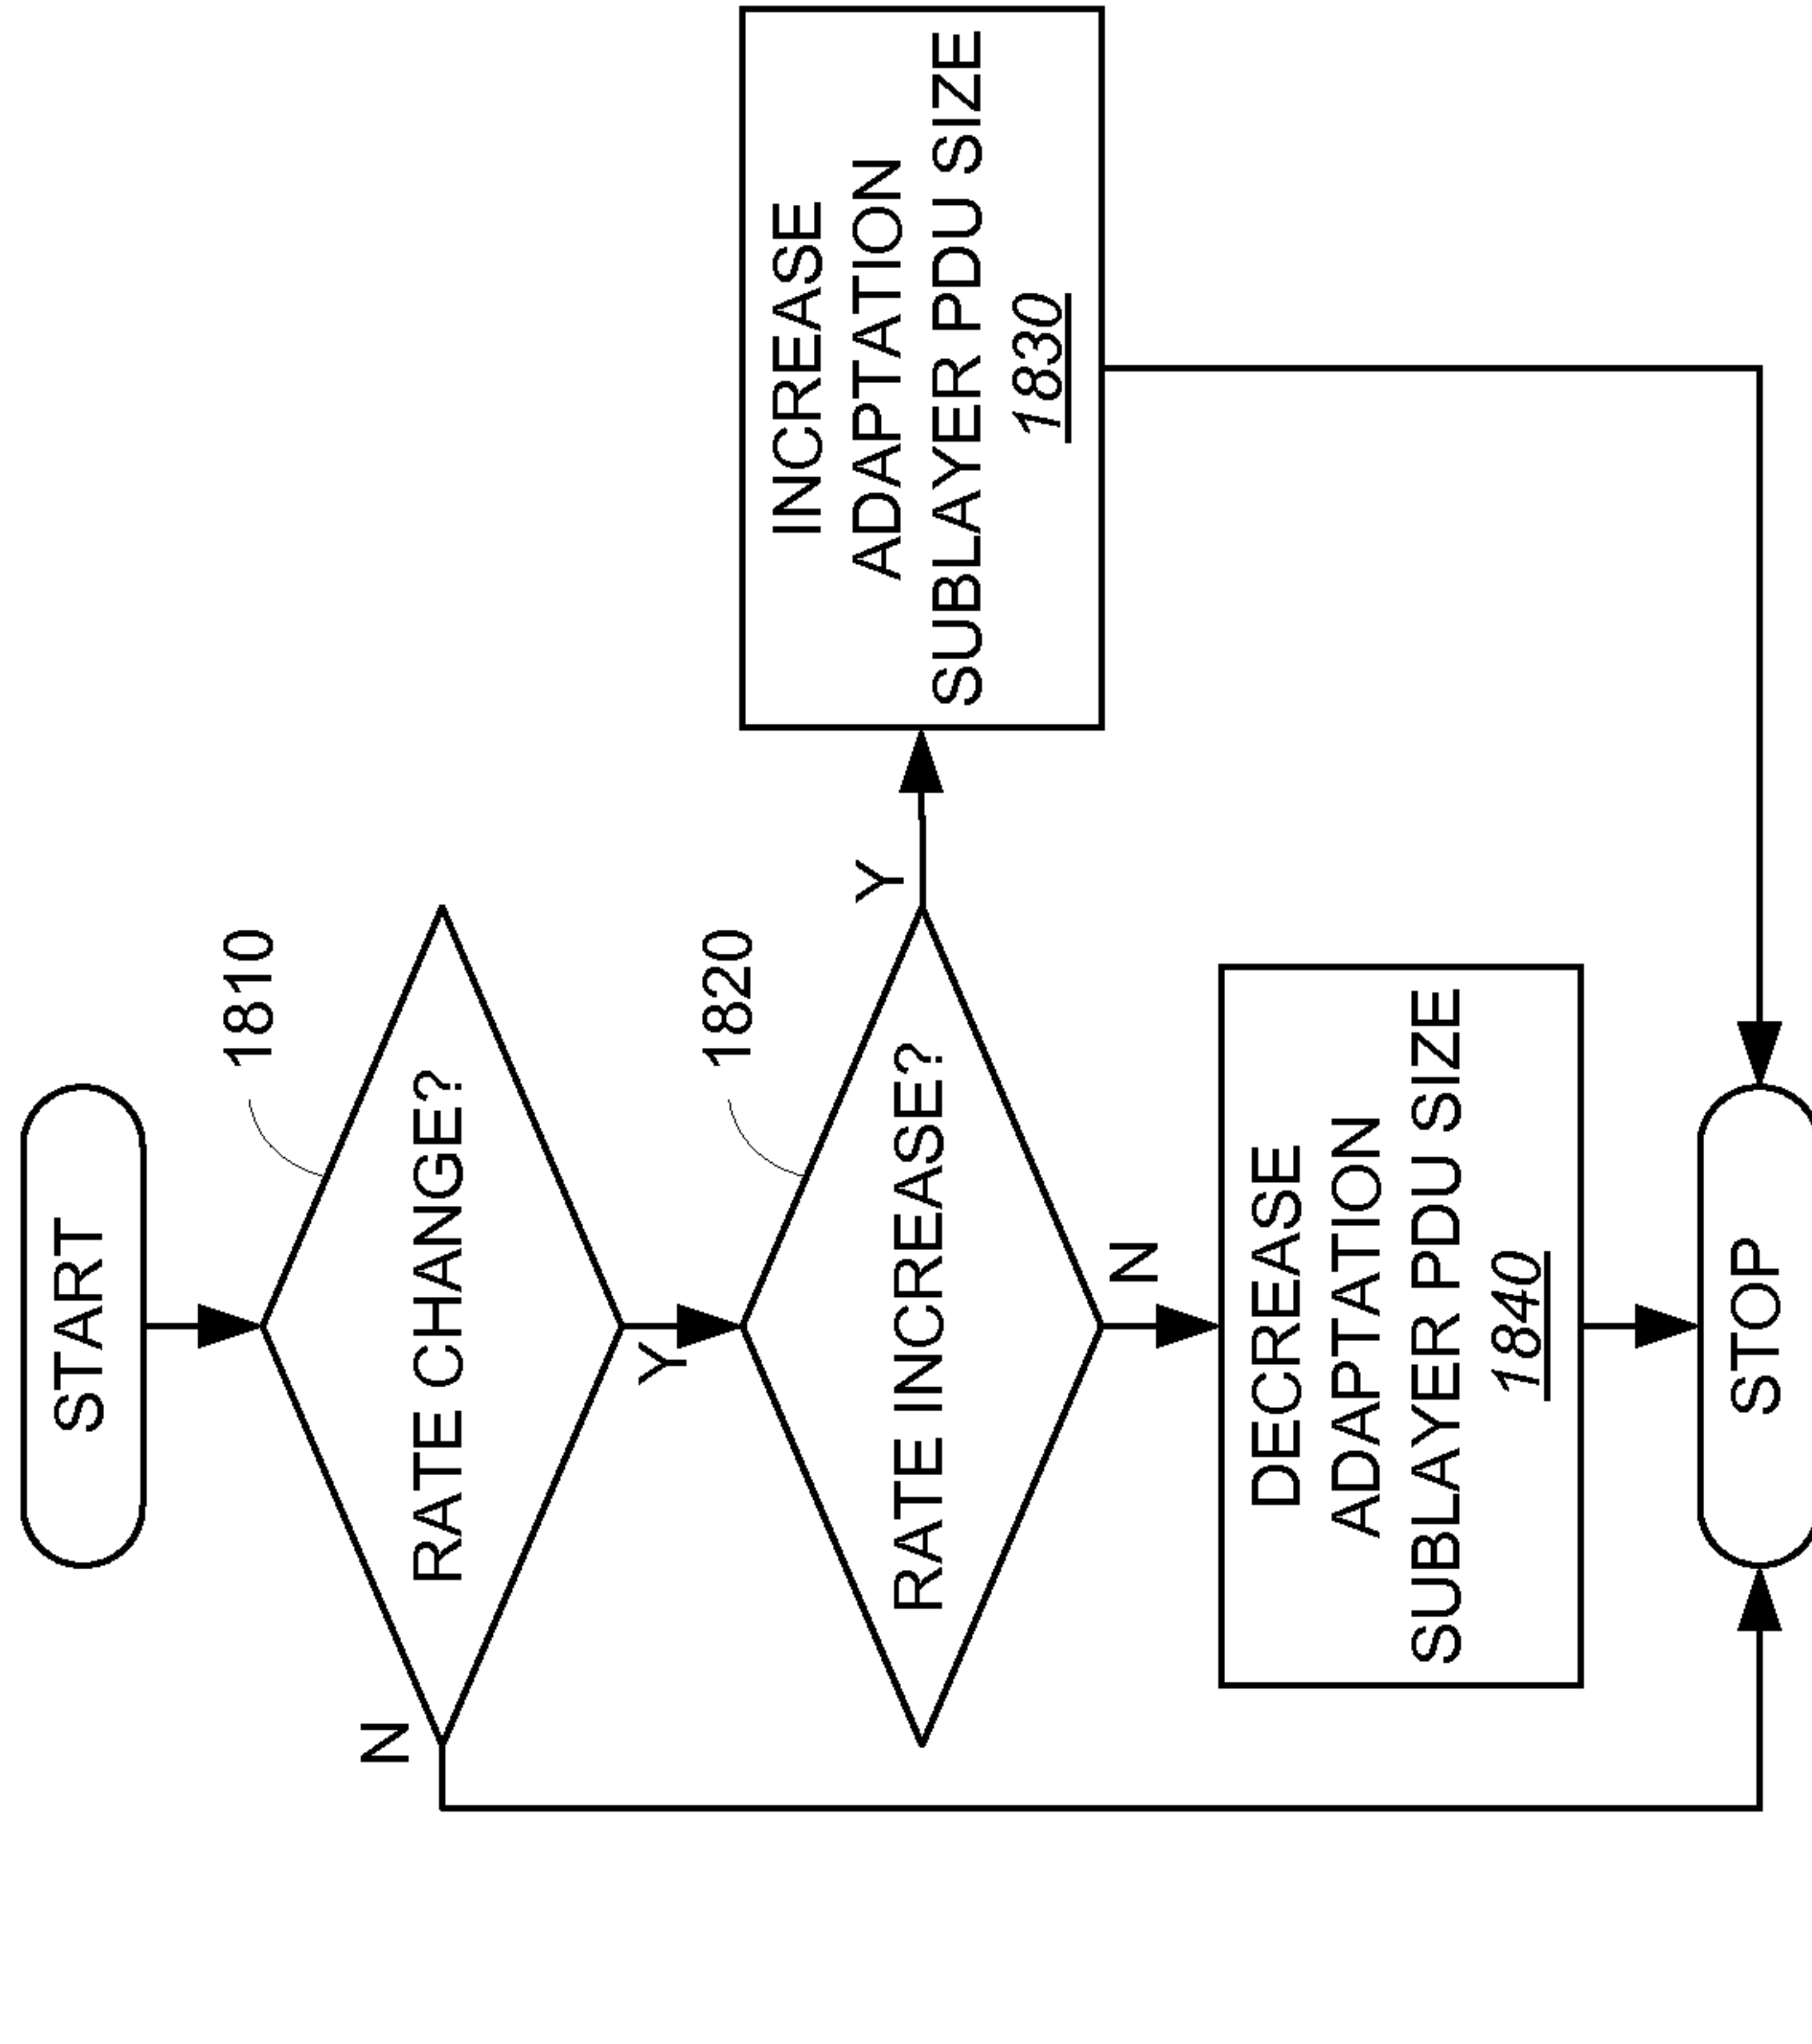 START
1810
RATE CHANGE?
N
Y
1820
RATE INCREASE?
Y
N
INCREASE
ADAPTATION
SUBLAYER PDU SIZE
1830
DECREASE
ADAPTATION
SUBLAYER PDU SIZE
1840
STOP